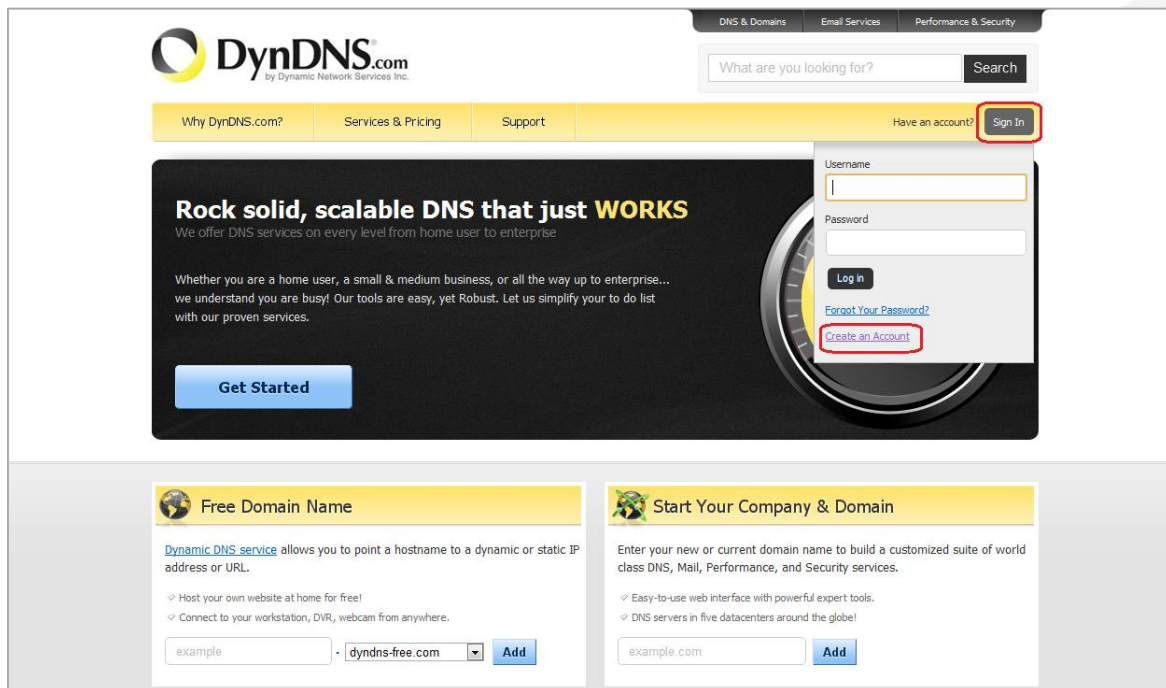 DNS & Domains
Email Services
Performance & Security
DynDNS.com
by Dynamic Network Services Inc.
What are you looking for?
Search
Why DynDNS.com?
Services & Pricing
Support
Have an account?
Sign In
Rock solid, scalable DNS that just WORKS
We offer DNS services on every level from home user to enterprise
Whether you are a home user, a small & medium business, or all the way up to enterprise...
we understand you are busy! Our tools are easy, yet Robust. Let us simplify your to do list
with our proven services.
Get Started
Username
Password
Log in
Forgot Your Password?
Create an Account
Free Domain Name
Dynamic DNS service allows you to point a hostname to a dynamic or static IP
address or URL.
Host your own website at home for free!
Connect to your workstation, DVR, webcam from anywhere.
example
. dyndns-free.com
Add
Start Your Company & Domain
Enter your new or current domain name to build a customized suite of world
class DNS, Mail, Performance, and Security services.
Easy-to-use web interface with powerful expert tools.
DNS servers in five datacenters around the globe!
example.com
Add